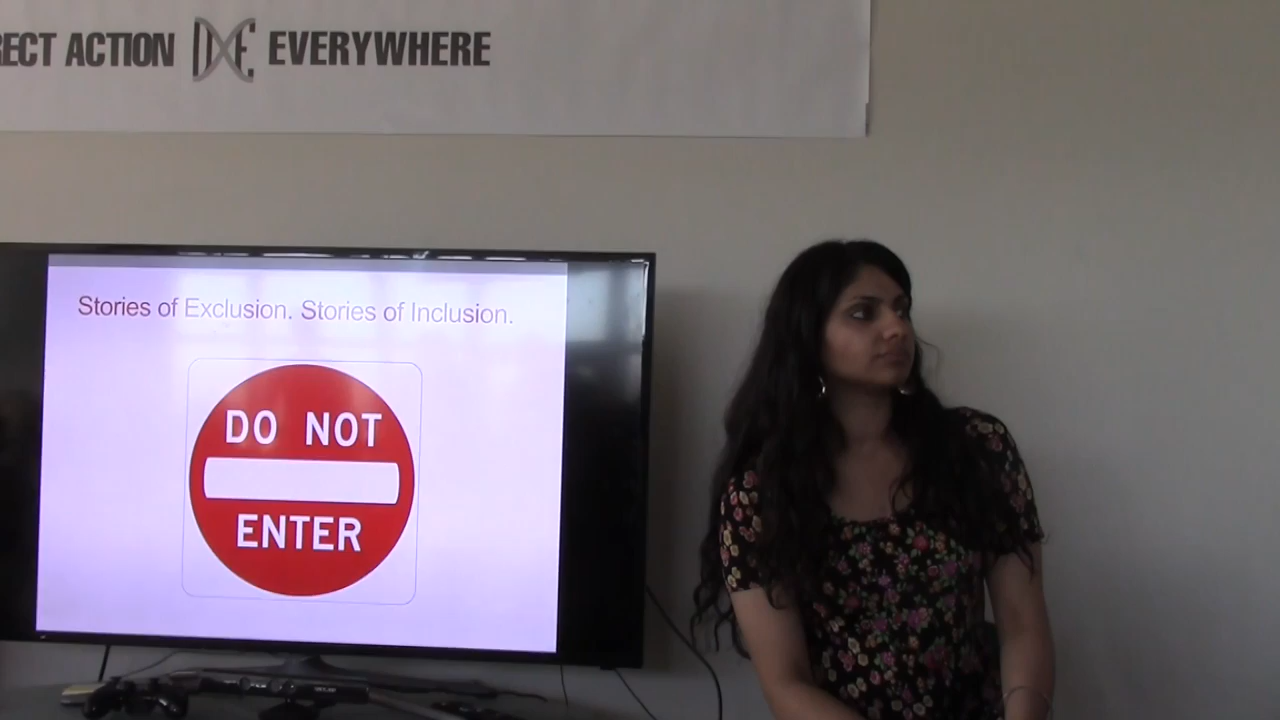 RECT ACTION DXE EVERYWHERE
Stories of Exclusion. Stories of Inclusion.
DO NOT
ENTER